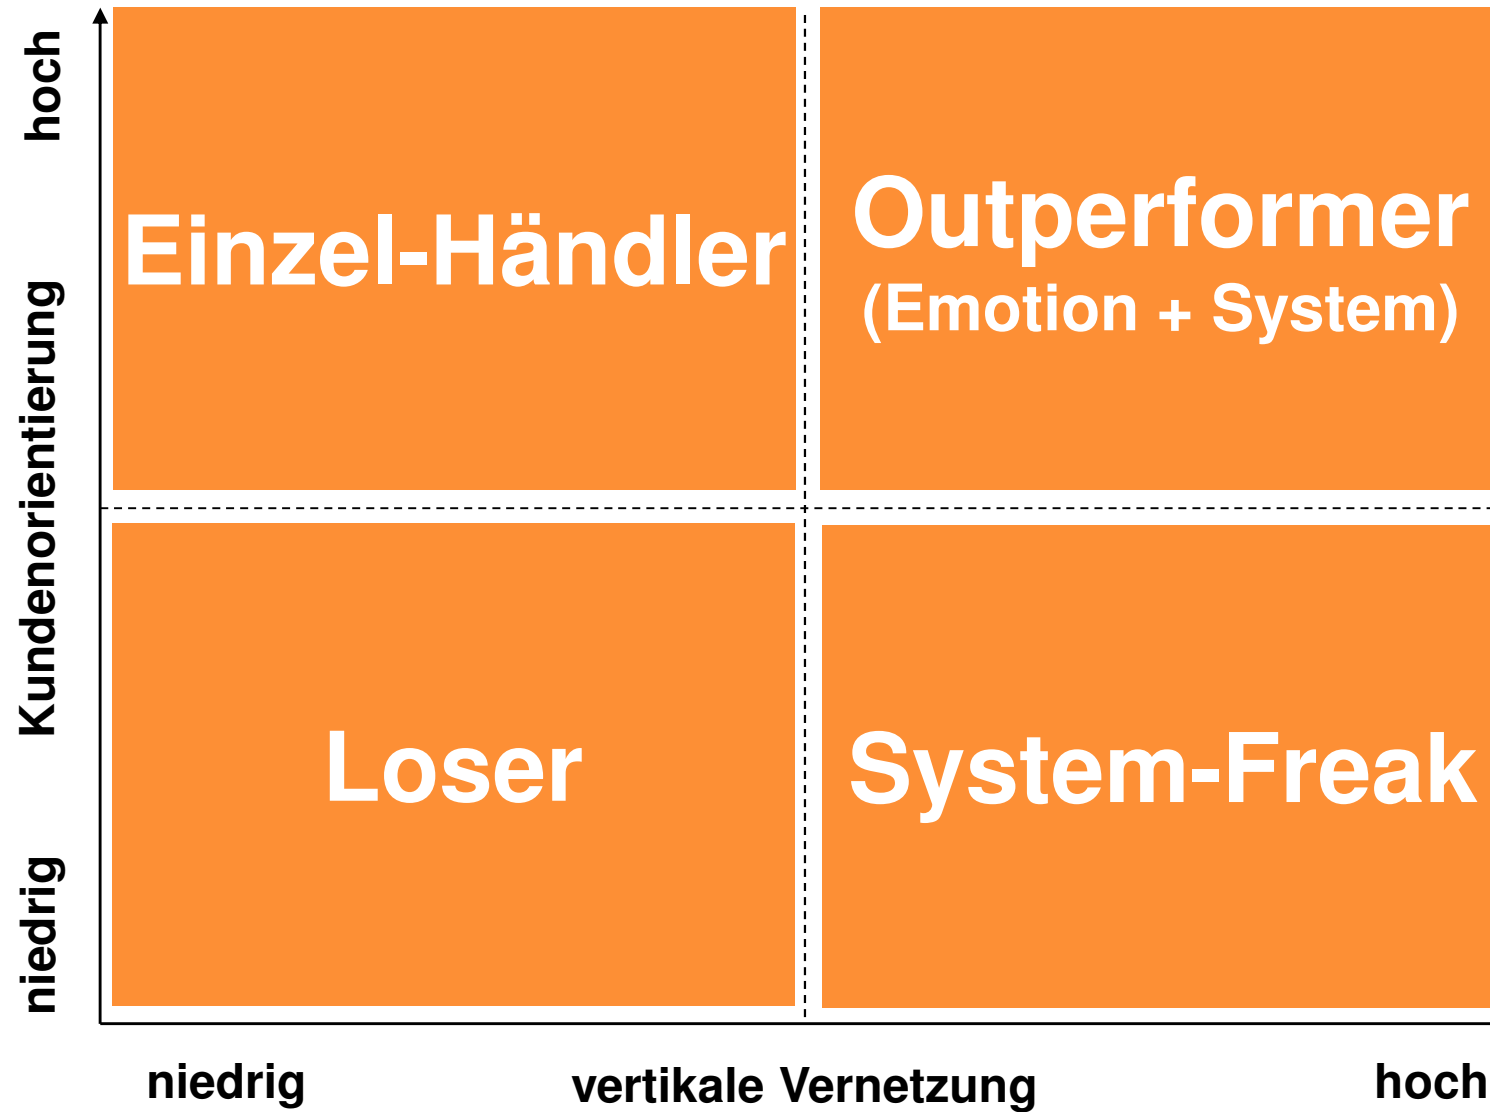 hoch
Kundenorientierung
niedrig
Einzel-Händler
Outperformer
(Emotion + System)
Loser
System-Freak
niedrig
vertikale Vernetzung
hoch